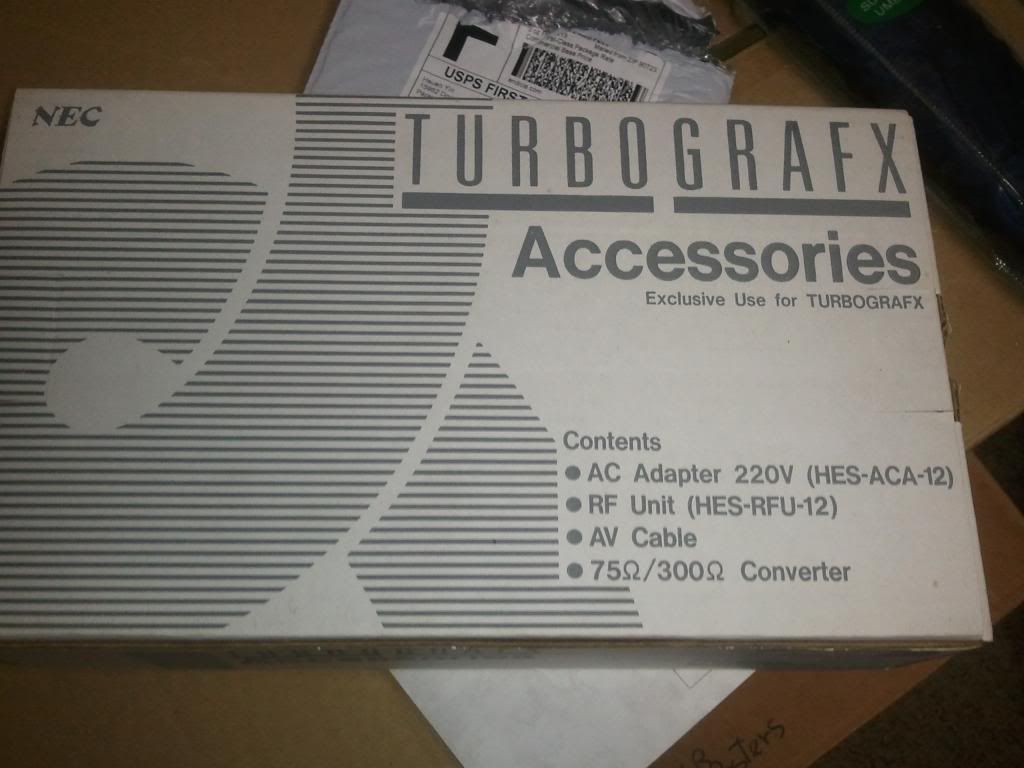 USPS FIRST
NEC
TURBOGRAFX
Accessories
Exclusive Use for TURBOGRAFX
Contents
● AC Adapter 220V (HES-ACA-12)
● RF Unit (HES-RFU-12)
● AV Cable
● 75Ω/300Ω Converter